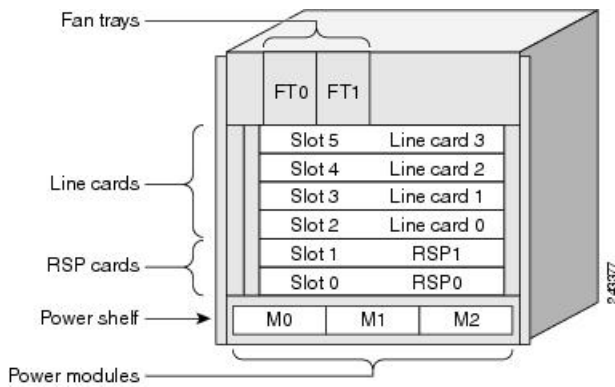 Fan trays
FT0 FT1
Slot 5 Line card 3
Slot 4 Line card 2
Line cards
Slot 3 Line card 1
Slot 2 Line card 0
Slot 1 RSP1
RSP cards
Slot 0 RSP0
Power shelf
M0 M1 M2
Power modules
243377